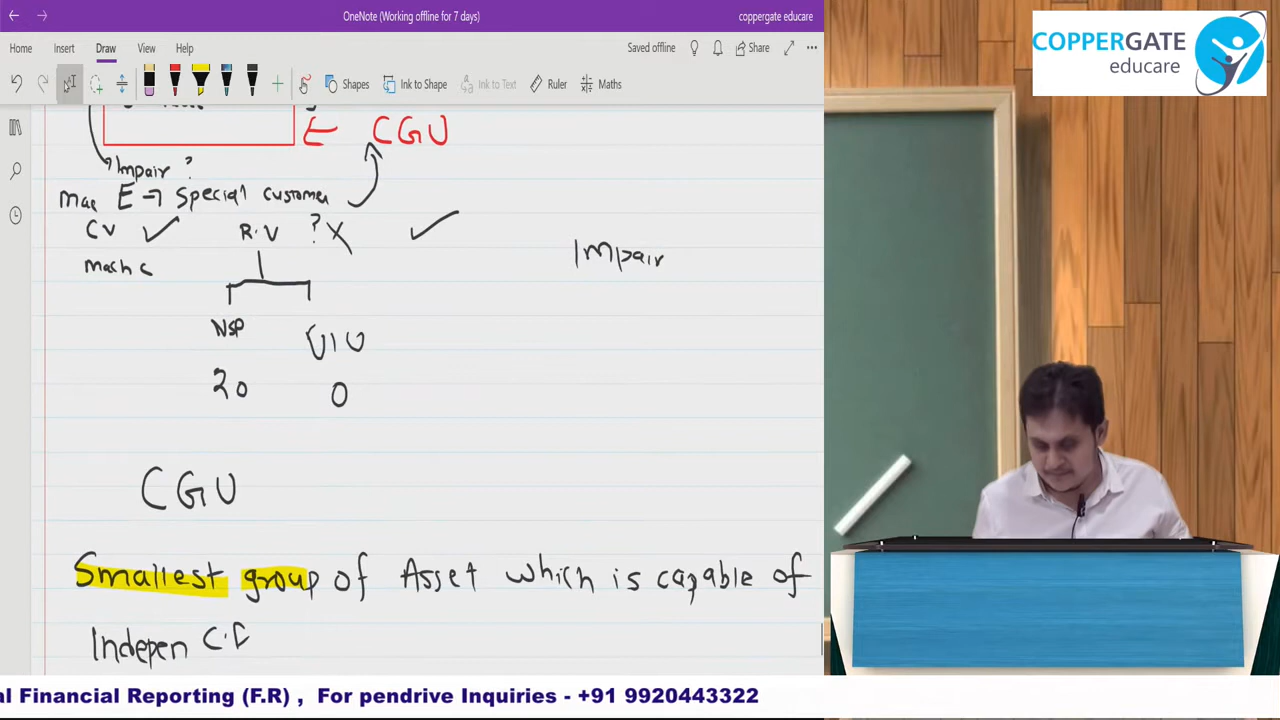 OneNote (Working offline for 7 days)
coppergate educare
Home Insert Draw View Help
Saved offline
Share
Shapes
Ink to Shape
Ink to Text
Ruler
Maths
COPPERGATE
educare
E CGU
Impair ?
Mac E → Special customer
CV R.V ?
Mach C
Impair
NSP VIU
20 0
CGU
Smallest group of Asset which is capable of
Indepen C.
al Financial Reporting (F.R) , For pendrive Inquiries - +91 9920443322